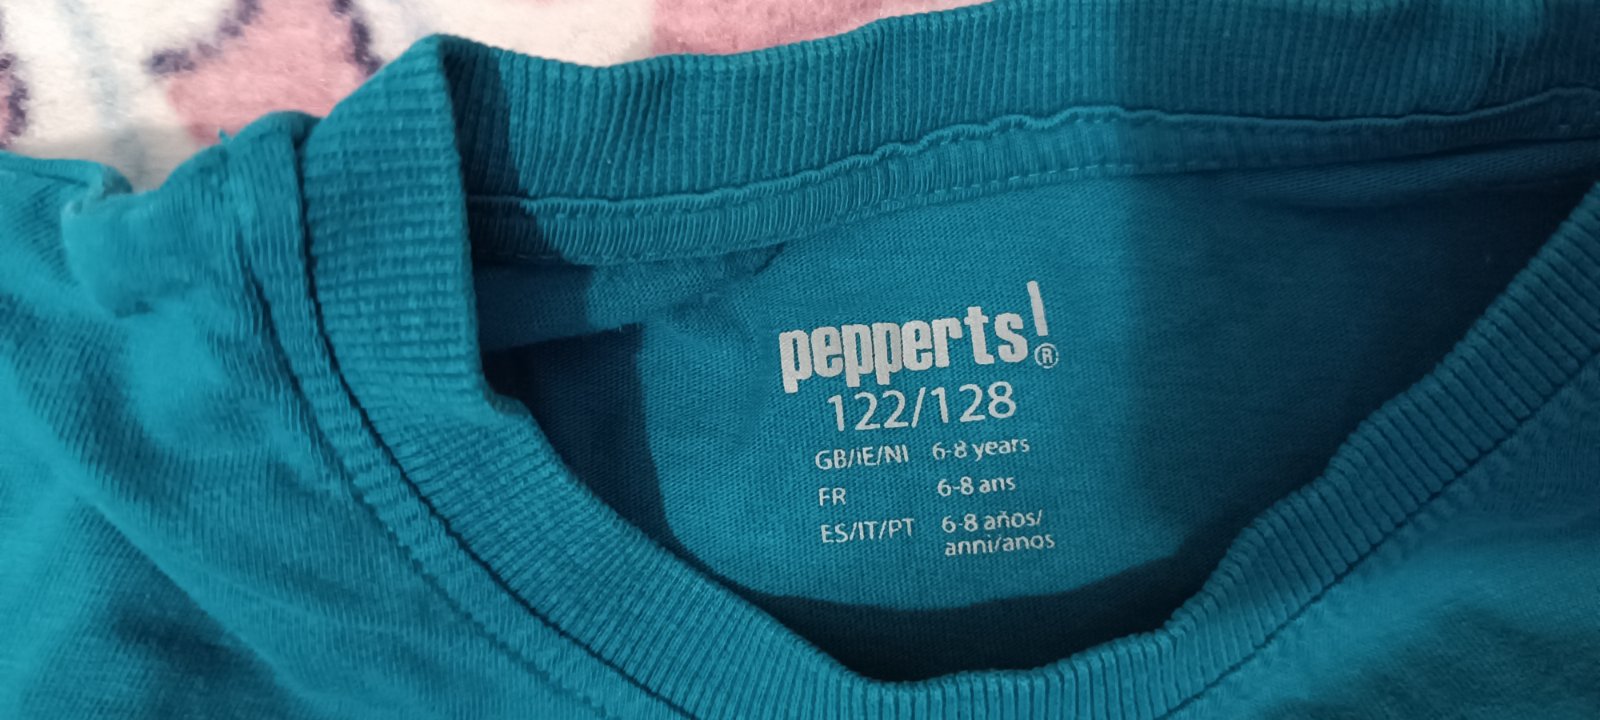 pepperts!®
122/128
GB/IE/NI 6-8 years
FR 6-8 ans
ES/IT/PT 6-8 años/
anni/anos